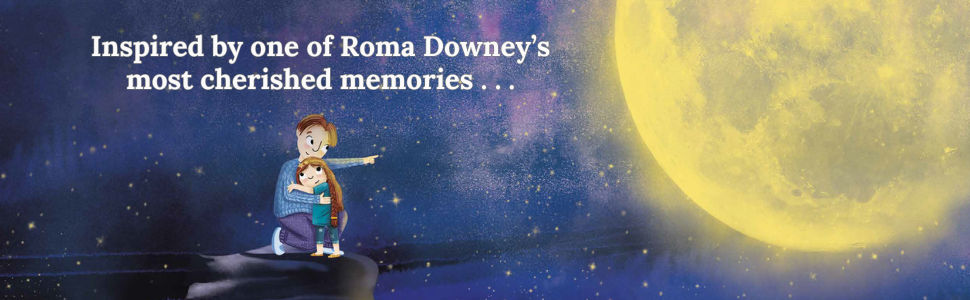 Inspired by one of Roma Downey’s
most cherished memories . . .